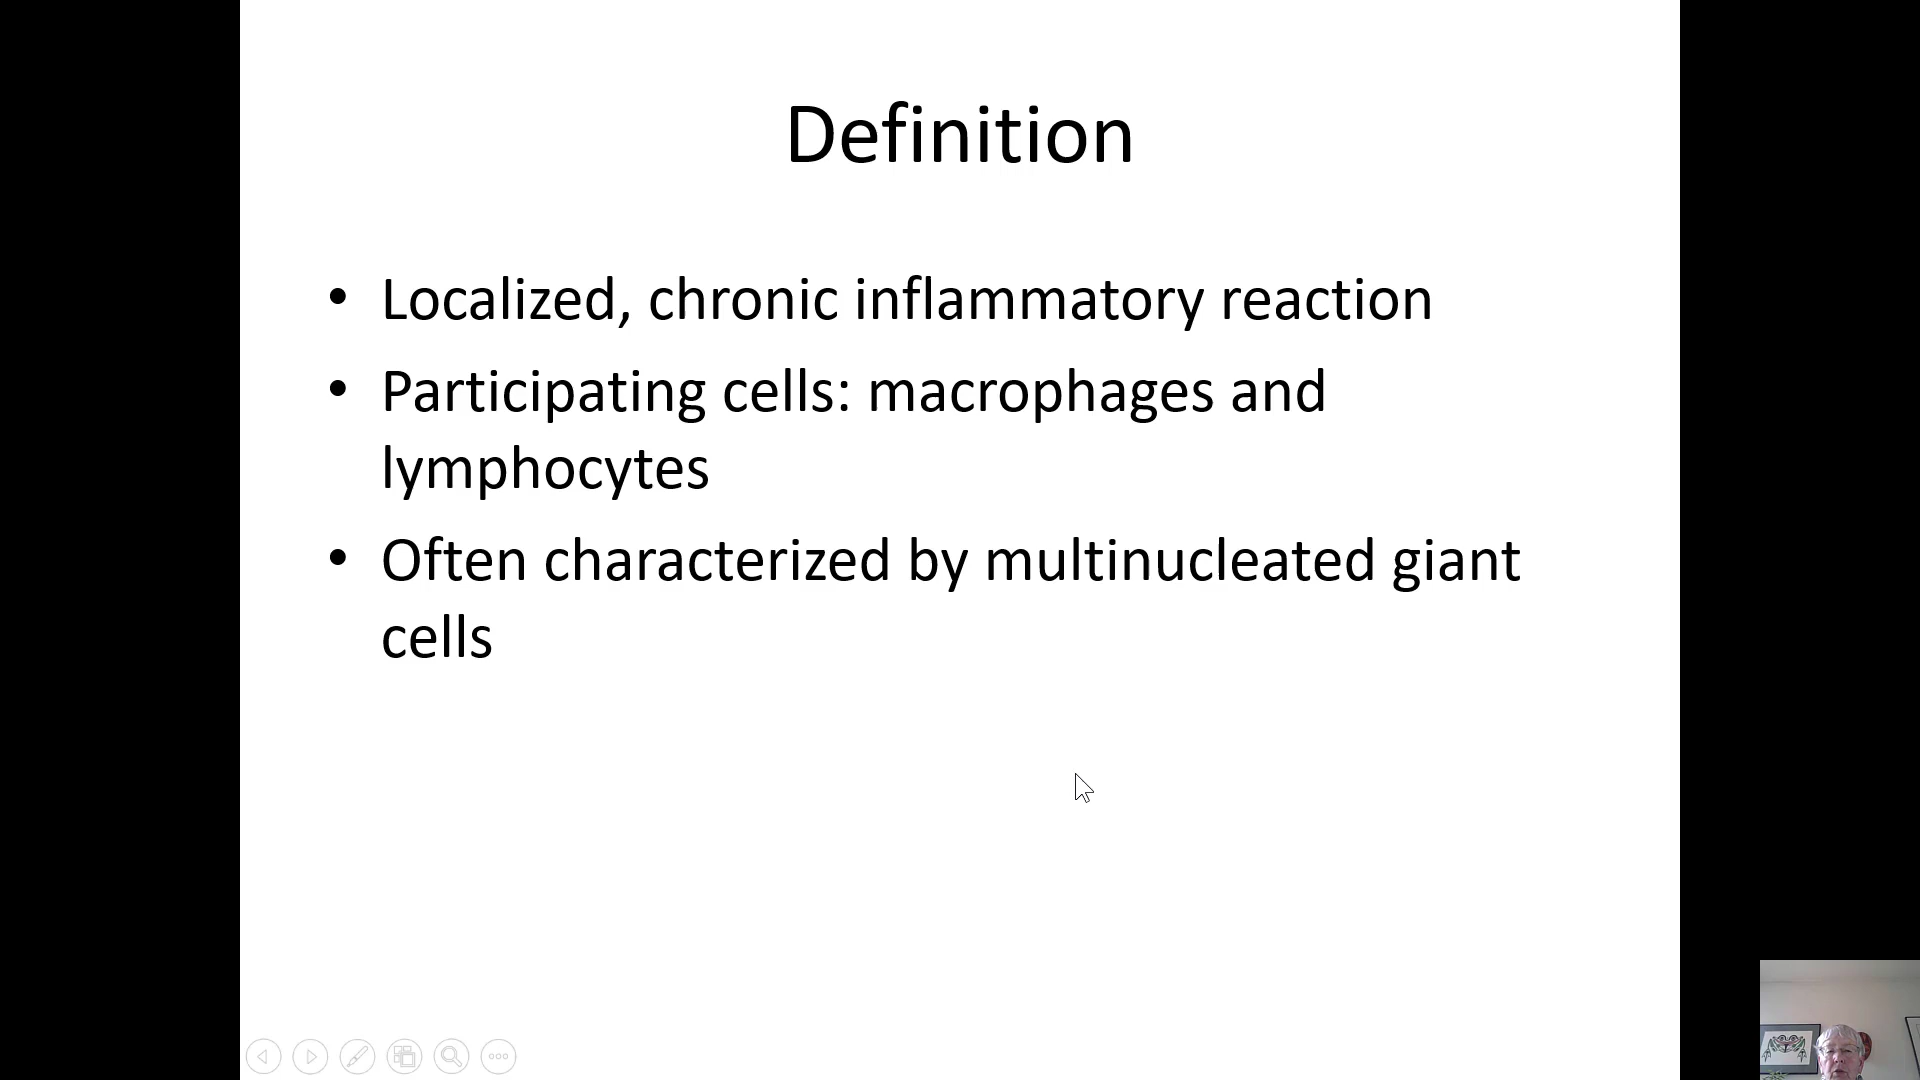 Definition
• Localized, chronic inflammatory reaction
• Participating cells: macrophages and
lymphocytes
• Often characterized by multinucleated giant
cells